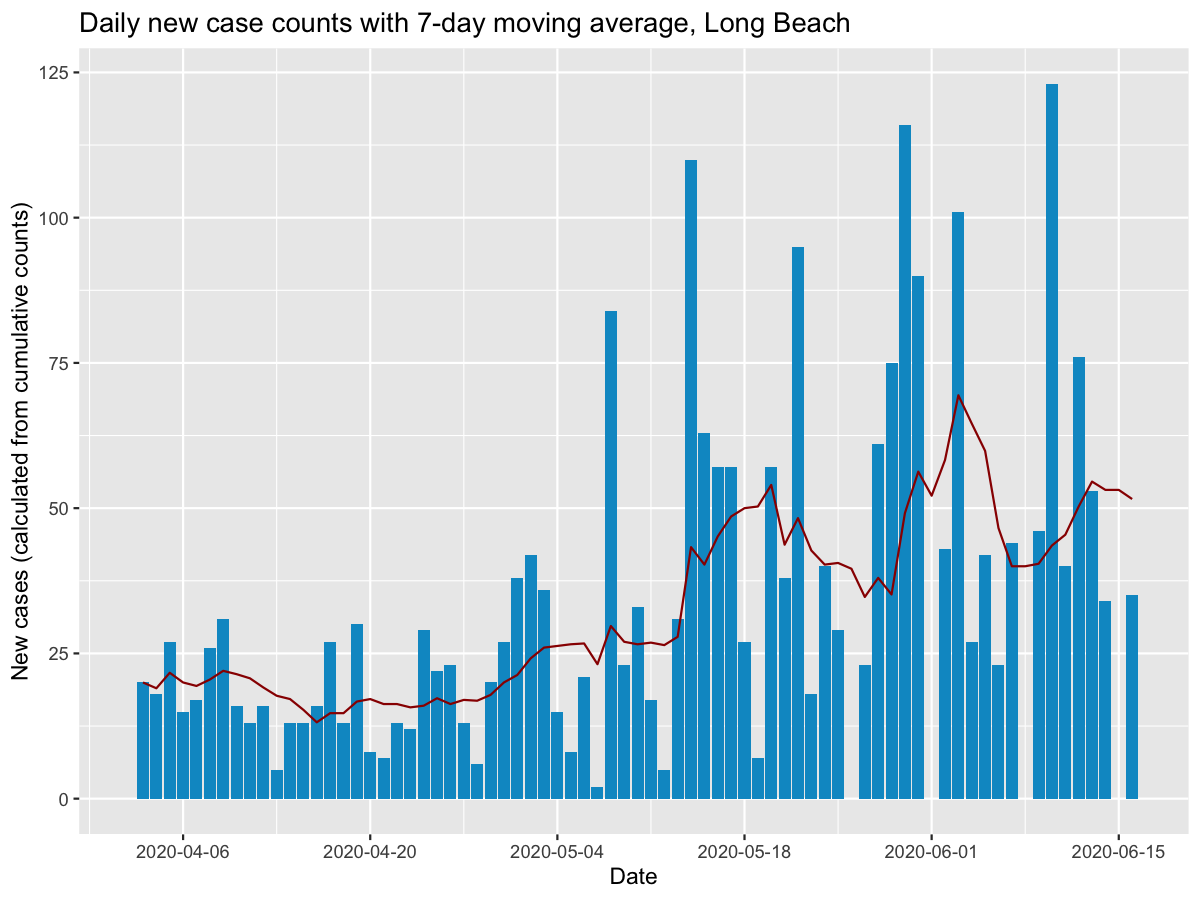 Daily new case counts with 7-day moving average, Long Beach
New cases (calculated from cumulative counts)
125
100
75
50
25
0
2020-04-06 2020-04-20 2020-05-04 2020-05-18 2020-06-01 2020-06-15
Date